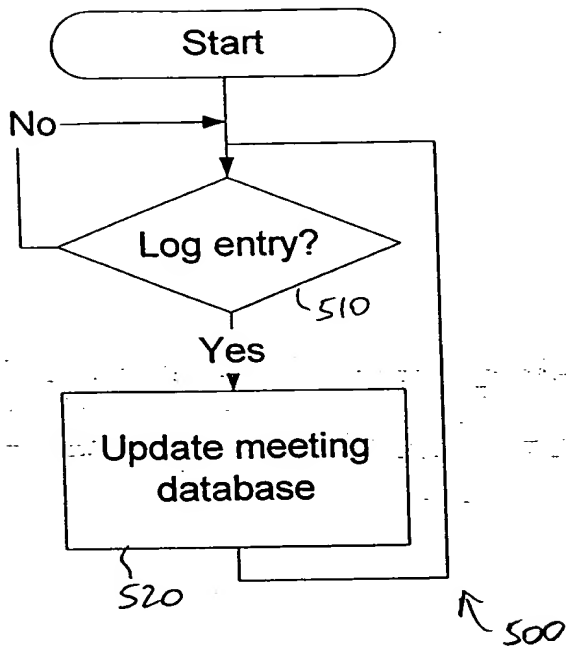 Start
No
Log entry?
510
Yes
Update meeting
database
520
500